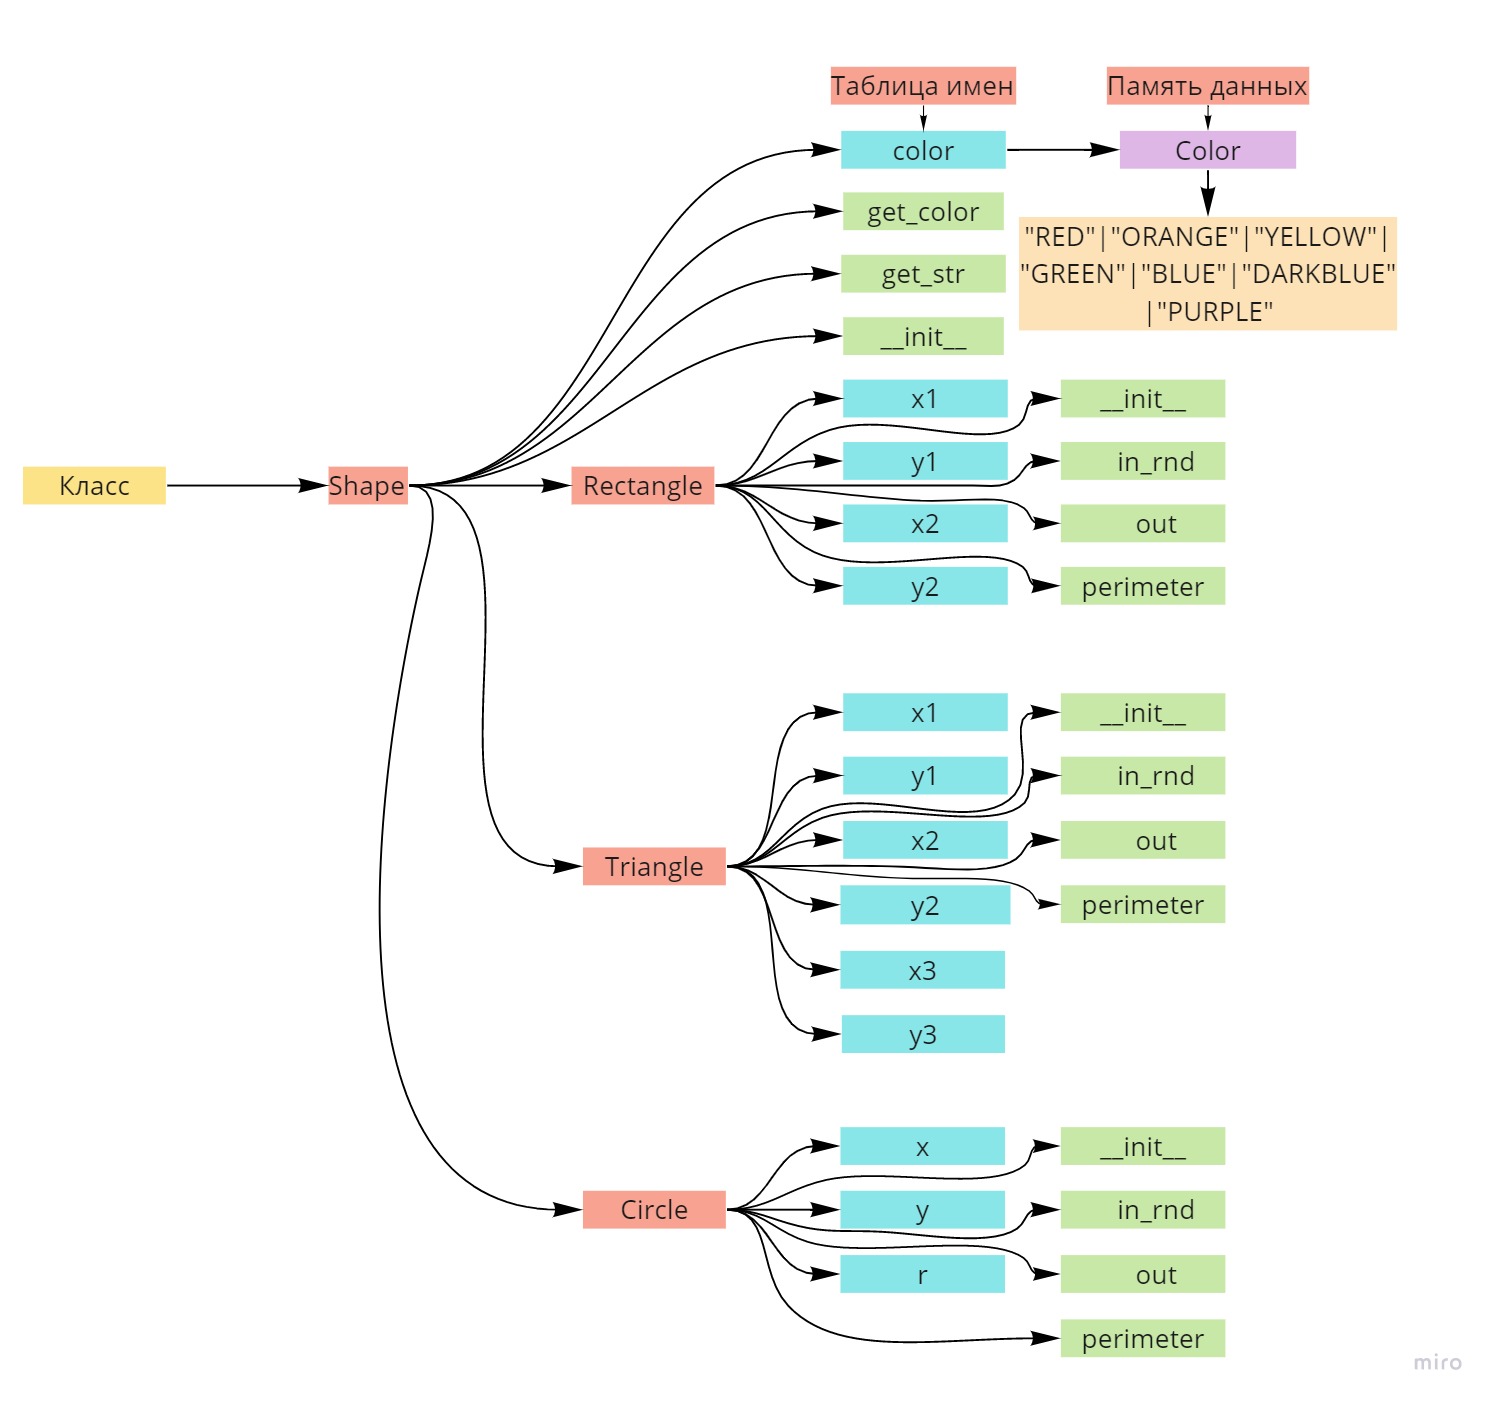 Таблица имен
Память данных
color
Color
get_color
"RED"|"ORANGE"|"YELLOW"|
"GREEN"|"BLUE"|"DARKBLUE"
|"PURPLE"
get_str
__init__
x1
__init__
y1
in_rnd
Класс
Shape
Rectangle
x2
out
y2
perimeter
x1
__init__
y1
in_rnd
x2
out
Triangle
y2
perimeter
x3
y3
x
__init__
Circle
y
in_rnd
r
out
perimeter
miro